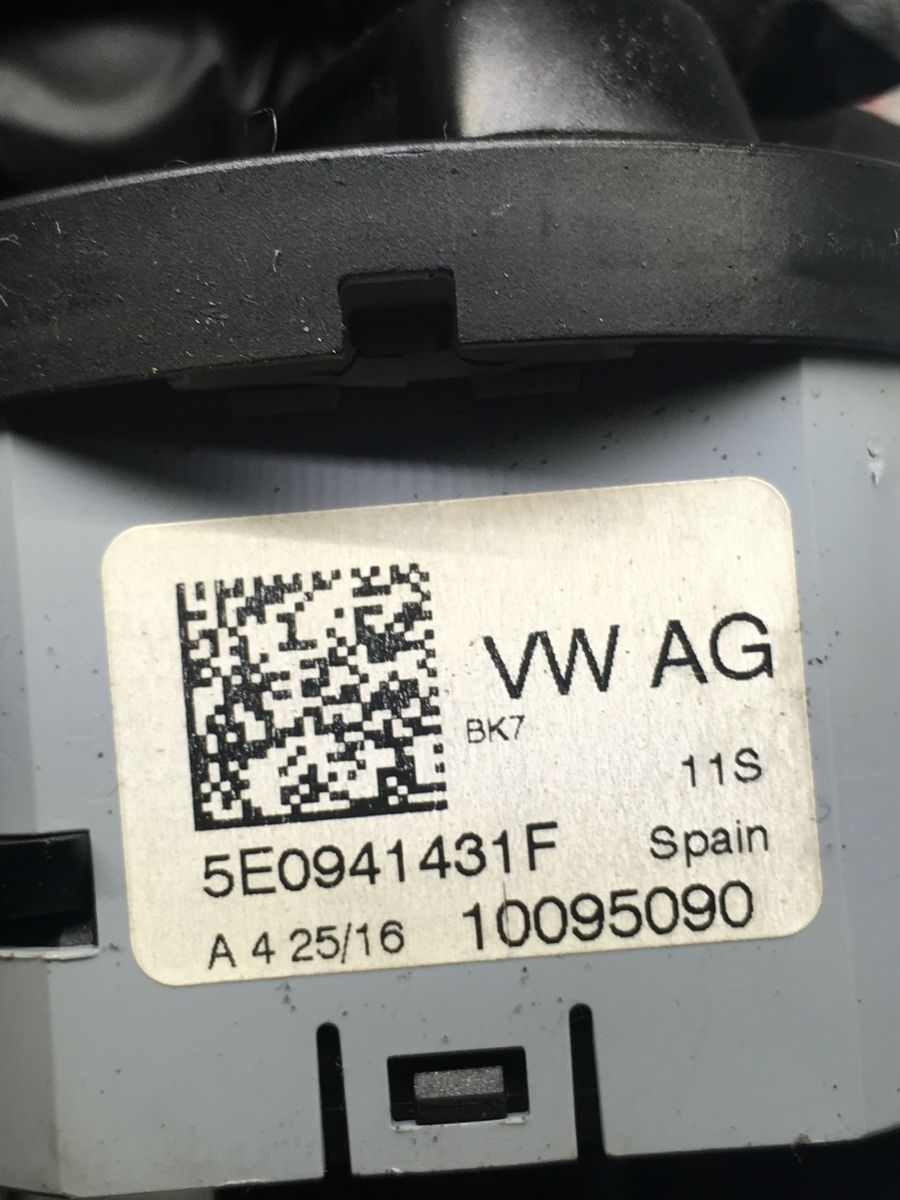 VW AG
BK7
11S
5E0941431F Spain
A 4 25/16 10095090